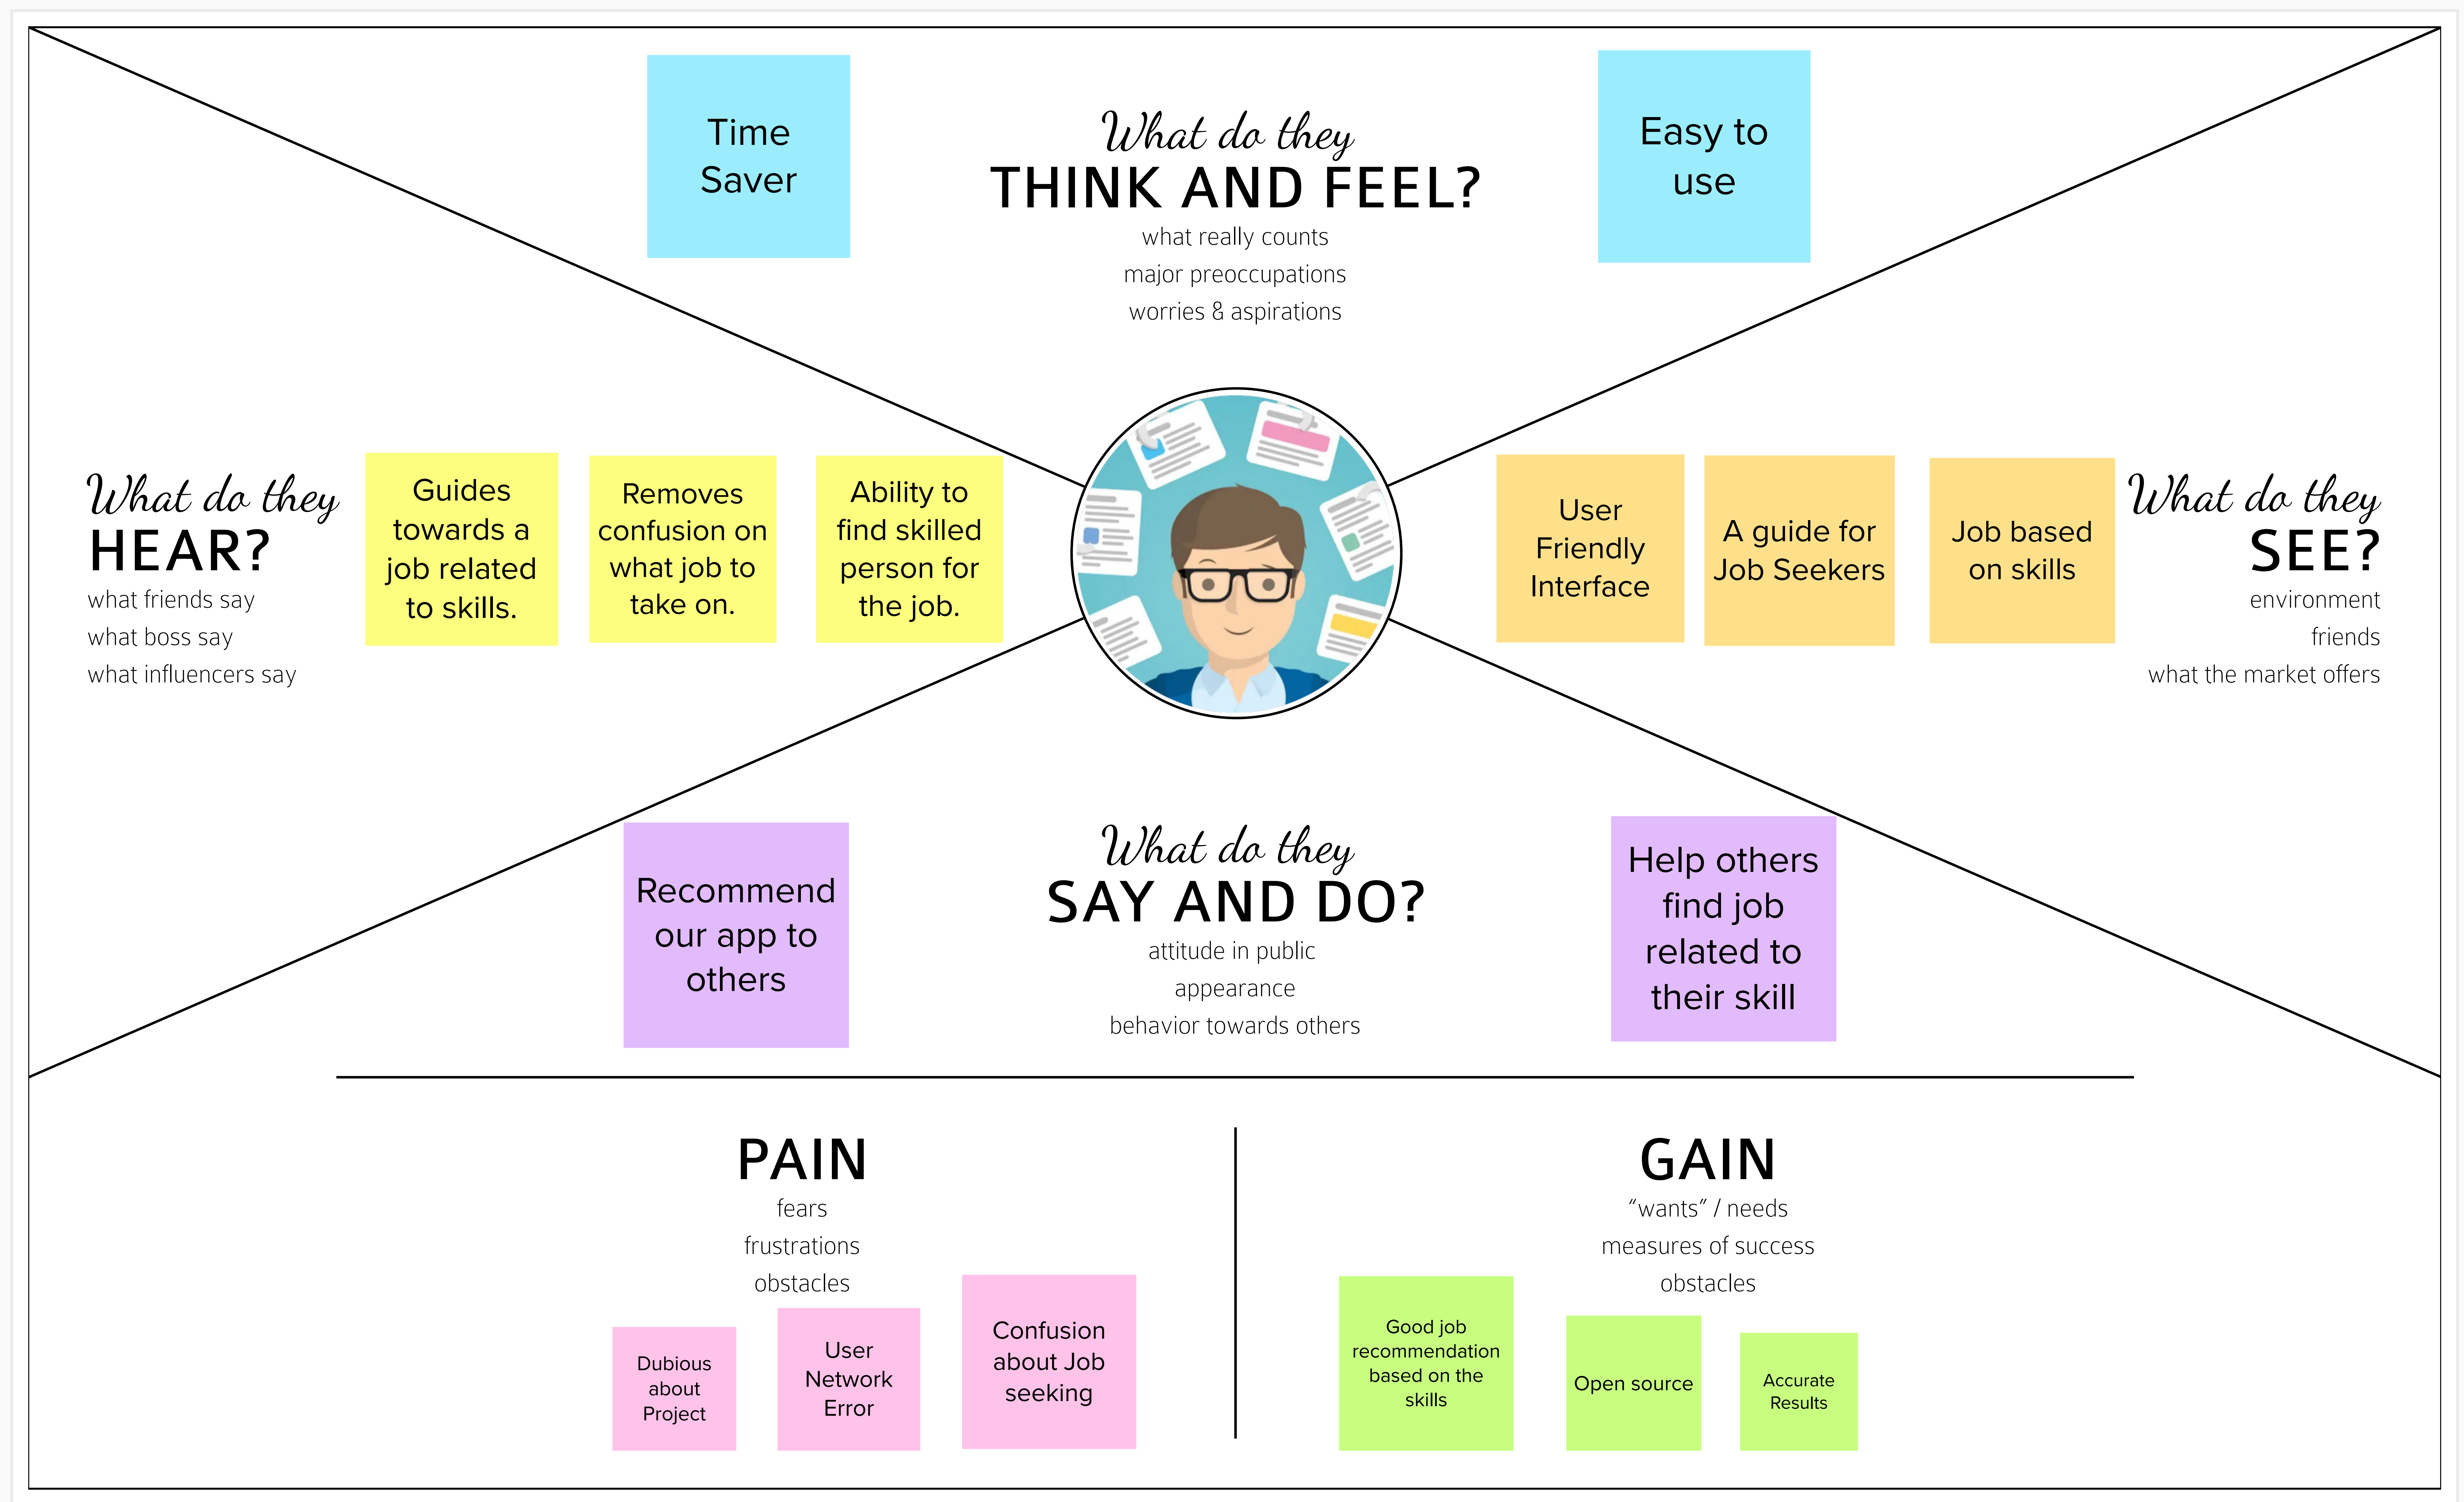 Time
Saver
What do they
THINK AND FEEL?
what really counts
major preoccupations
worries & aspirations
Easy to
use
What do they
HEAR?
what friends say
what boss say
what influencers say
Guides
towards a
job related
to skills.
Removes
confusion on
what job to
take on.
Ability to
find skilled
person for
the job.
User
Friendly
Interface
A guide for
Job Seekers
Job based
on skills
What do they
SEE?
environment
friends
what the market offers
Recommend
our app to
others
What do they
SAY AND DO?
attitude in public
appearance
behavior towards others
Help others
find job
related to
their skill
PAIN
fears
frustrations
obstacles
Dubious
about
Project
User
Network
Error
Confusion
about Job
seeking
GAIN
“wants” / needs
measures of success
obstacles
Good job
recommendation
based on the
skills
Open source
Accurate
Results